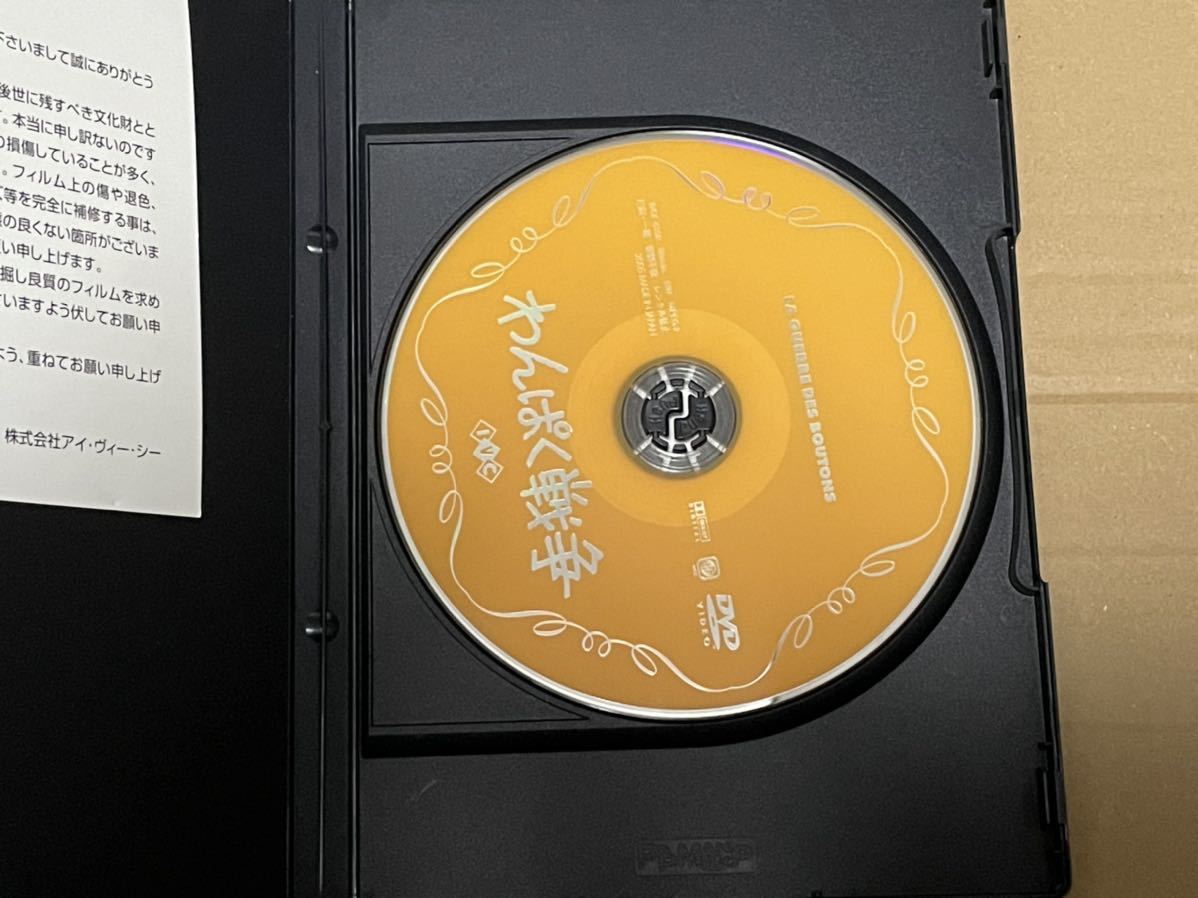 下さいまして誠にありがとう
後世に残すべき文化財とと
す。本当に申し訳ないのです
損傷していることが多く、
。フィルム上の傷や退色、
等を完全に補修する事は、
の良くない箇所がございま
い申し上げます。
掘し良質のフィルムを求め
いますよう伏してお願い申
よう、重ねてお願い申し上げ
株式会社アイ・ヴィー・シー
LA GUERRE DES BOUTONS
わんぱく戦争
IVC
DVD
VIDEO